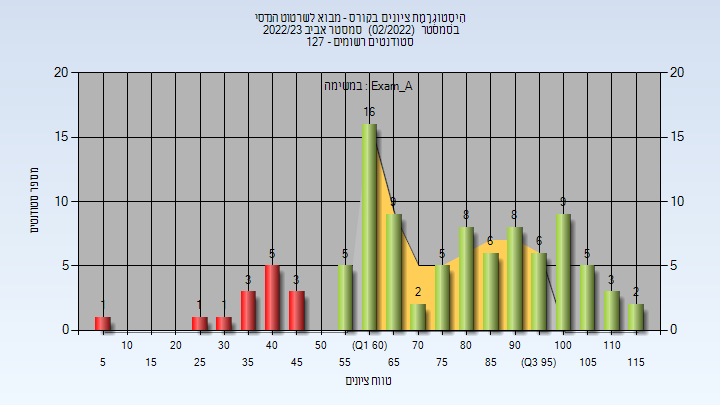 היסטוגרמת ציונים בקורס - מבוא לשרטוט הנדסי
בסמסטר (02/2022) סמסטר אביב 2022/23
סטודנטים רשומים - 127
במשימה : Exam_A
20 20
15 15
10 10
5 5
0 0
מספר סטודנטים
1 1 1 3 5 3 5 16 9 2 5 8 6 8 6 9 5 3 2
10 20 30 40 50 (Q1 60) 70 80 90 100 110
5 15 25 35 45 55 65 75 85 (Q3 95) 105 115
טווח ציונים